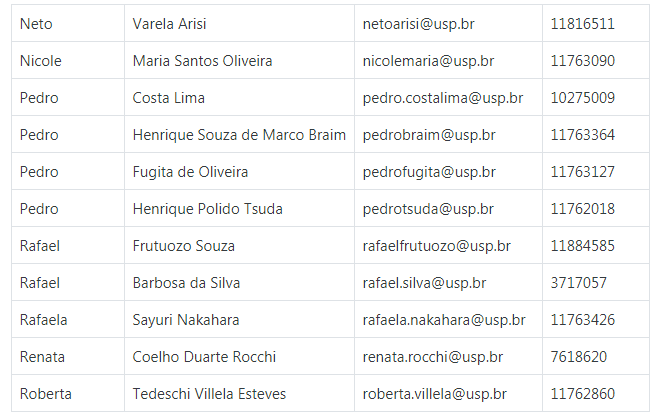 Neto Varela Arisi netoarisi@usp.br 11816511
Nicole Maria Santos Oliveira nicolemaria@usp.br 11763090
Pedro Costa Lima pedro.costalima@usp.br 10275009
Pedro Henrique Souza de Marco Braim pedrobraim@usp.br 11763364
Pedro Fugita de Oliveira pedrofugita@usp.br 11763127
Pedro Henrique Polido Tsuda pedrotsuda@usp.br 11762018
Rafael Frutuozo Souza rafaelfrutuozo@usp.br 11884585
Rafael Barbosa da Silva rafael.silva@usp.br 3717057
Rafaela Sayuri Nakahara rafaela.nakahara@usp.br 11763426
Renata Coelho Duarte Rocchi renata.rocchi@usp.br 7618620
Roberta Tedeschi Villela Esteves roberta.villela@usp.br 11762860